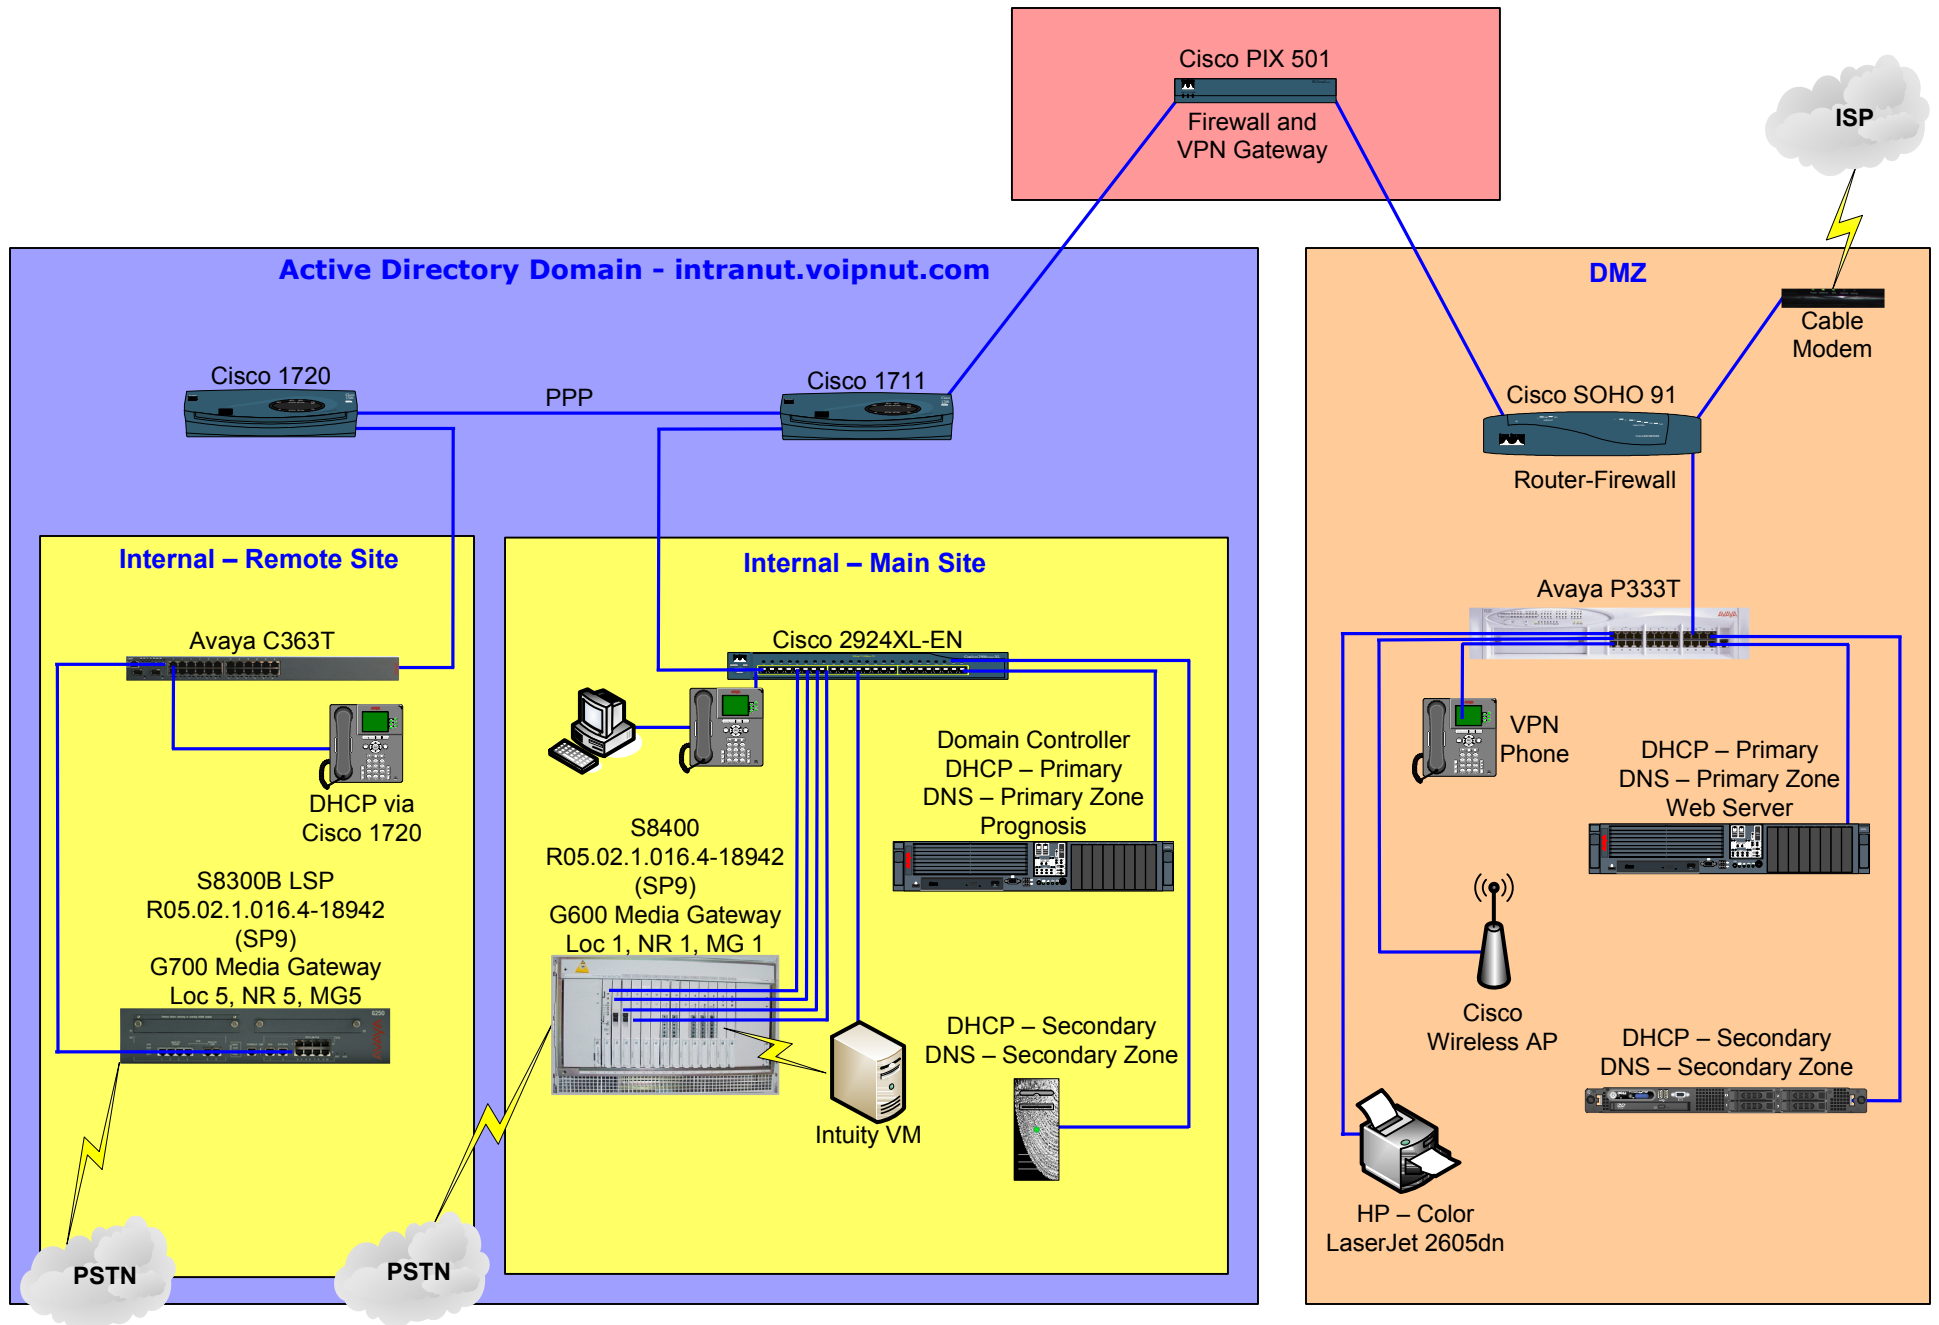 Cisco PIX 501
Firewall and
VPN Gateway
ISP
Active Directory Domain - intranut.voipnut.com
DMZ
Cable
Modem
Cisco 1720
PPP
Cisco 1711
Cisco SOHO 91
Router-Firewall
Internal – Remote Site
Internal – Main Site
Avaya P333T
Avaya C363T
Cisco 2924XL-EN
DHCP via
Cisco 1720
S8300B LSP
R05.02.1.016.4-18942
(SP9)
G700 Media Gateway
Loc 5, NR 5, MG5
S8400
R05.02.1.016.4-18942
(SP9)
G600 Media Gateway
Loc 1, NR 1, MG 1
Domain Controller
DHCP – Primary
DNS – Primary Zone
Prognosis
DHCP – Secondary
DNS – Secondary Zone
Intuity VM
VPN
Phone
DHCP – Primary
DNS – Primary Zone
Web Server
Cisco
Wireless AP
DHCP – Secondary
DNS – Secondary Zone
HP – Color
LaserJet 2605dn
PSTN
PSTN
AVAYA
AVAYA